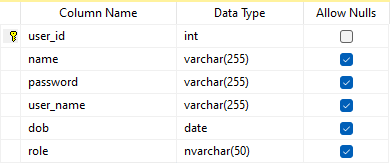 Column Name Data Type Allow Nulls
user_id int
name varchar(255)
password varchar(255)
user_name varchar(255)
dob date
role nvarchar(50)